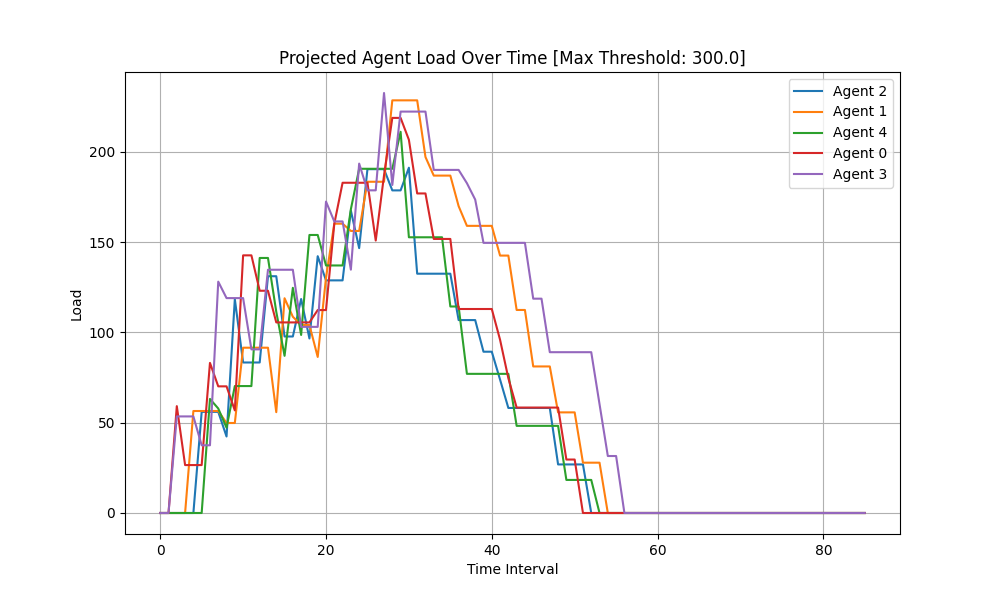 Projected Agent Load Over Time [Max Threshold: 300.0]
Agent 2
Agent 1
Agent 4
Agent 0
Agent 3
Load
200
150
100
50
0
0 20 40 60 80
Time Interval